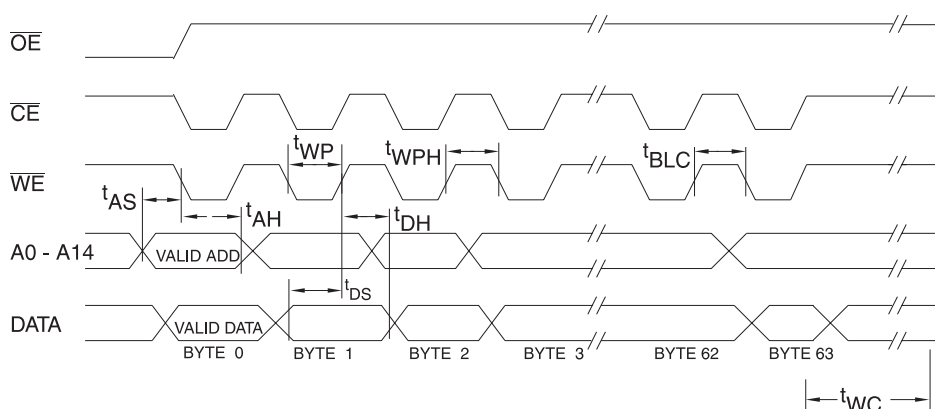 OE
CE
tWP
tWPH
tBLC
WE
tAS
tAH
tDH
A0 - A14
VALID ADD
tDS
DATA
VALID DATA
BYTE 0
BYTE 1
BYTE 2
BYTE 3
BYTE 62
BYTE 63
tWC